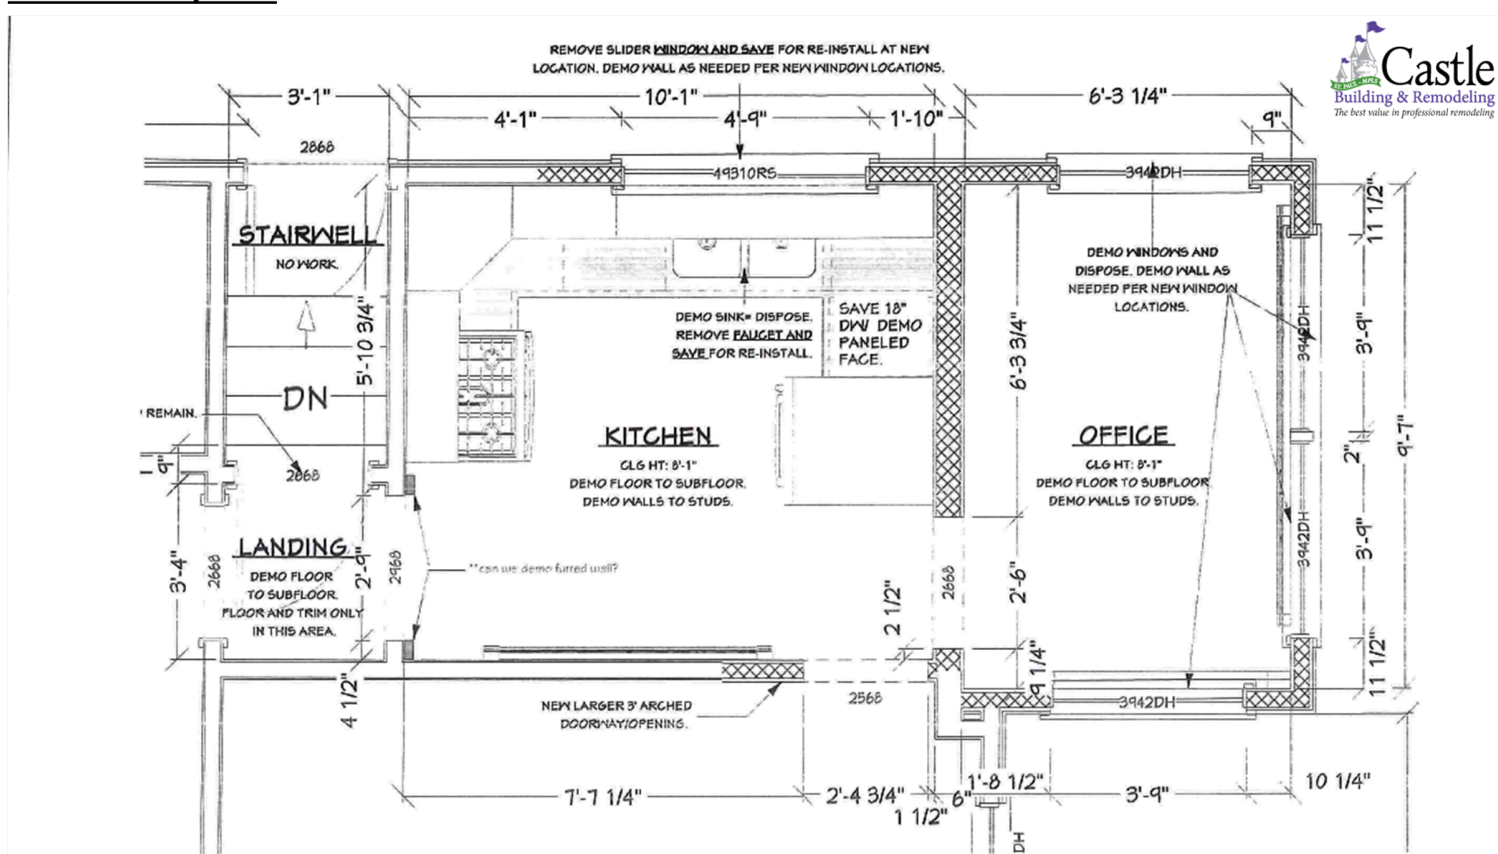 REMOVE SLIDER WINDOW AND SAVE FOR RE-INSTALL AT NEW
LOCATION. DEMO WALL AS NEEDED PER NEW WINDOW LOCATIONS.
Castle
ST. PAUL - MPLS
Building & Remodeling
The best value in professional remodeling
3'-1"
10'-1"
6'-3 1/4"
4'-1"
4'-9"
1'-10"
9"
2868
49310RS
3942DH
11 1/2"
STAIRWELL
NO WORK.
DEMO WINDOWS AND
DISPOSE. DEMO WALL AS
NEEDED PER NEW WINDOW
LOCATIONS.
5'-10 3/4"
DEMO SINK= DISPOSE.
REMOVE FAUCET AND
SAVE FOR RE-INSTALL.
SAVE 18"
DW/ DEMO
PANELED
FACE.
6'-3 3/4"
3942DH
3'-9"
9'-7"
DN
REMAIN.
KITCHEN
CLG HT: 8'-1"
DEMO FLOOR TO SUBFLOOR.
DEMO WALLS TO STUDS.
OFFICE
CLG HT: 8'-1"
DEMO FLOOR TO SUBFLOOR
DEMO WALLS TO STUDS.
2"
9"
2668
LANDING
DEMO FLOOR
TO SUBFLOOR.
FLOOR AND TRIM ONLY
IN THIS AREA.
3'-4"
2668
2'-9"
2968
**can we demo furred wall?
2 1/2"
2668
2'-6"
3942DH
3'-9"
4 1/2"
NEW LARGER 3' ARCHED
DOORWAY/OPENING.
2568
9 1/4"
3942DH
11 1/2"
7'-7 1/4"
2'-4 3/4"
1 1/2"
6"
1'-8 1/2"
3'-9"
10 1/4"
DH